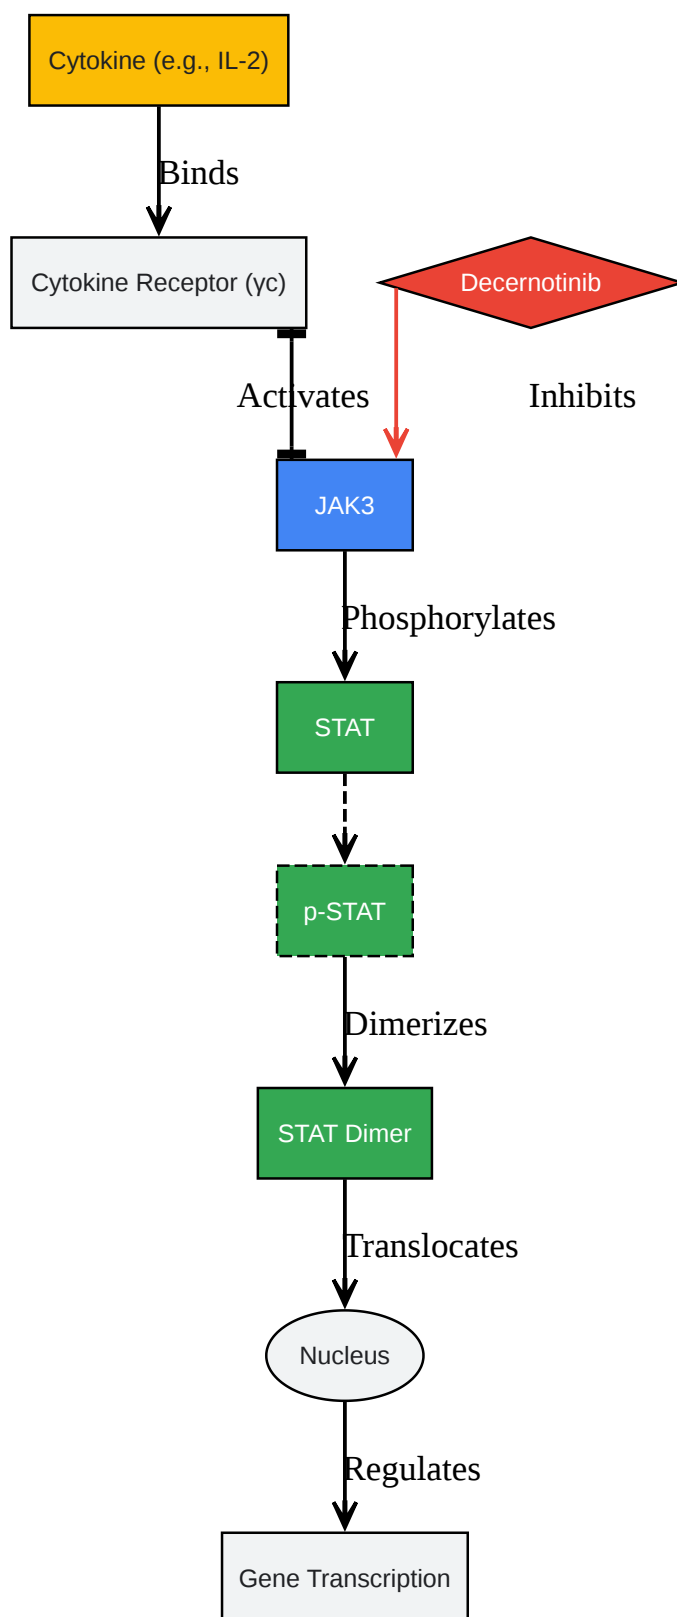 Cytokine (e.g., IL-2)
Binds
Cytokine Receptor (γc)
Decernotinib
Activates
Inhibits
JAK3
Phosphorylates
STAT
p-STAT
Dimerizes
STAT Dimer
Translocates
Nucleus
Regulates
Gene Transcription